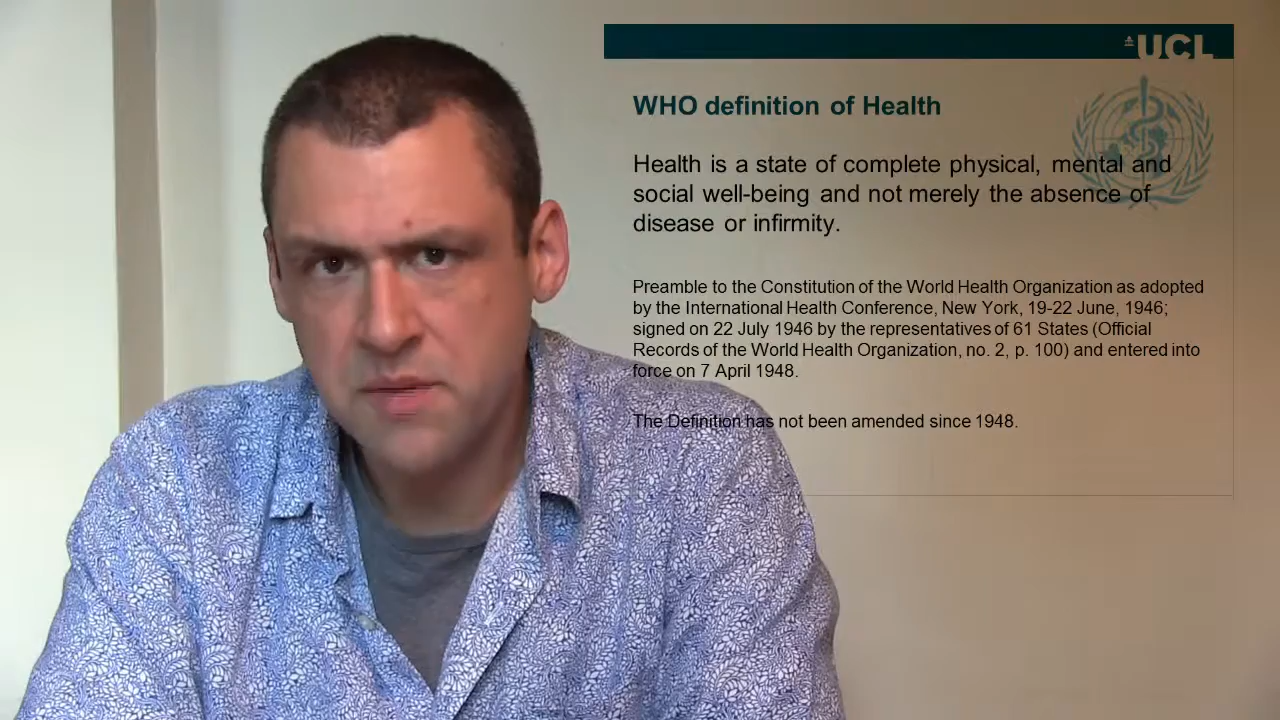 UCL
WHO definition of Health
Health is a state of complete physical, mental and
social well-being and not merely the absence of
disease or infirmity.
Preamble to the Constitution of the World Health Organization as adopted
by the International Health Conference, New York, 19-22 June, 1946;
signed on 22 July 1946 by the representatives of 61 States (Official
Records of the World Health Organization, no. 2, p. 100) and entered into
force on 7 April 1948.
The Definition has not been amended since 1948.